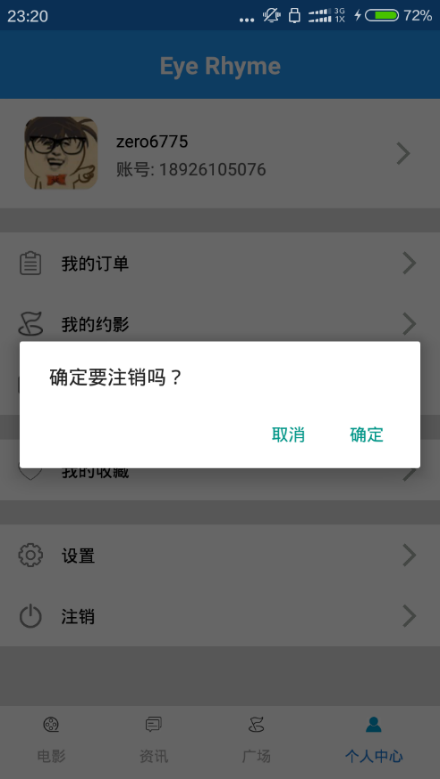 23:20
3G
1X
72%
Eye Rhyme
zero6775
账号: 18926105076
我的订单
我的约影
确定要注销吗？
取消
确定
我的收藏
设置
注销
电影
资讯
广场
个人中心